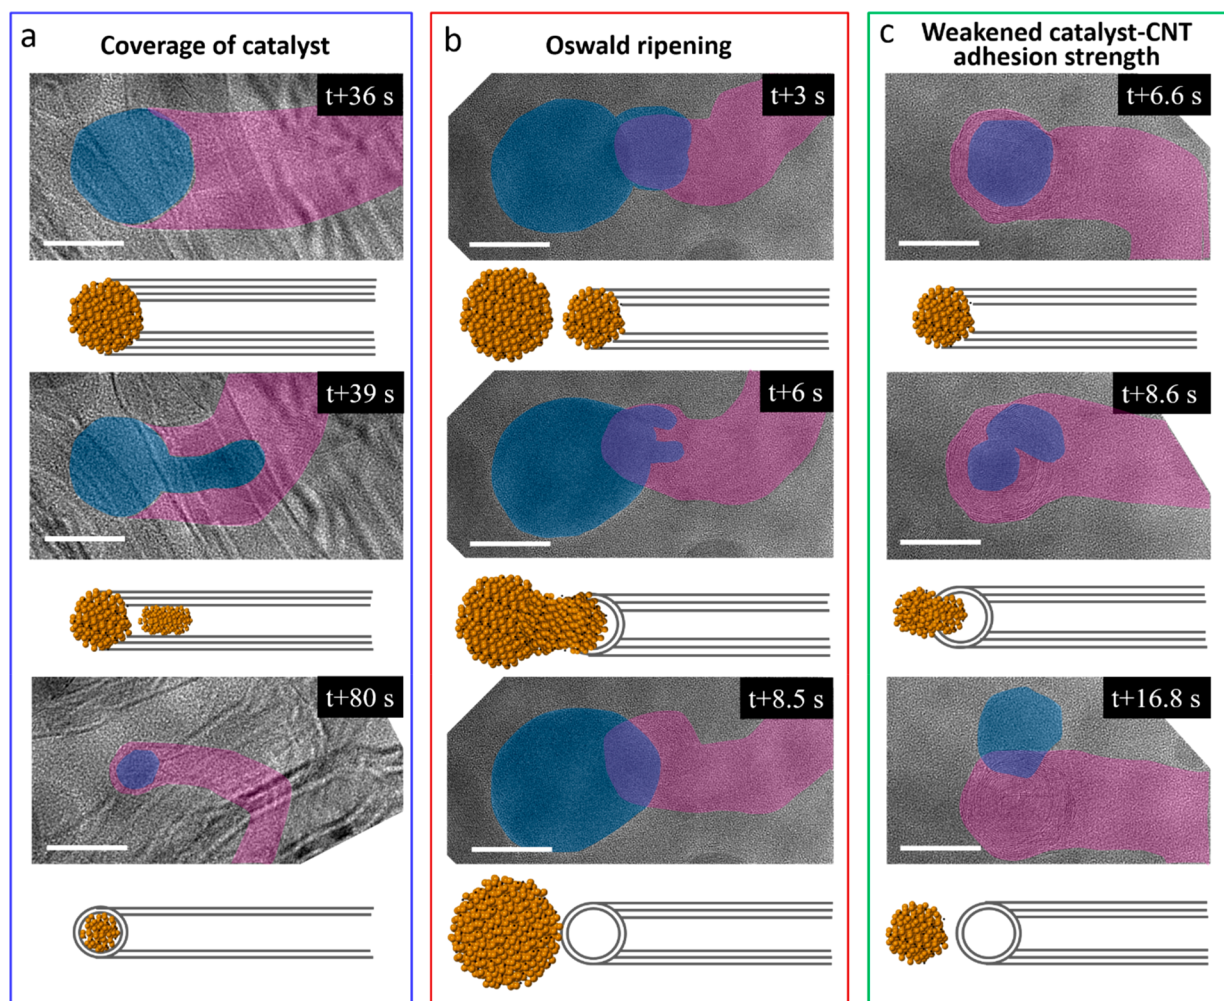 a
Coverage of catalyst
t+36 s
t+39 s
t+80 s
b
Oswald ripening
t+3 s
t+6 s
t+8.5 s
c
Weakened catalyst-CNT
adhesion strength
t+6.6 s
t+8.6 s
t+16.8 s